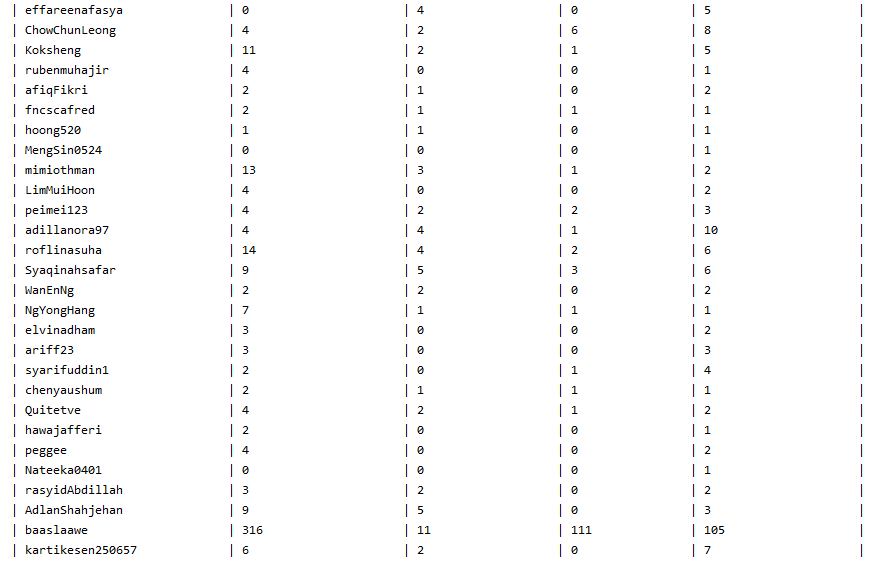 | effareenafasya | 0 | 4 | 0 | 5 |
| ChowChunLeong | 4 | 2 | 6 | 8 |
| Koksheng | 11 | 2 | 1 | 5 |
| rubenmuhajir | 4 | 0 | 0 | 1 |
| afiqFikri | 2 | 1 | 0 | 2 |
| fncscafred | 2 | 1 | 1 | 1 |
| hoong520 | 1 | 1 | 0 | 1 |
| MengSin0524 | 0 | 0 | 0 | 1 |
| mimiothman | 13 | 3 | 1 | 2 |
| LimMuiHoon | 4 | 0 | 0 | 2 |
| peimei123 | 4 | 2 | 2 | 3 |
| adillanora97 | 4 | 4 | 1 | 10 |
| roflinasuha | 14 | 4 | 2 | 6 |
| Syaqinahsafar | 9 | 5 | 3 | 6 |
| WanEnNg | 2 | 2 | 0 | 2 |
| NgYongHang | 7 | 1 | 1 | 1 |
| elvinadham | 3 | 0 | 0 | 2 |
| ariff23 | 3 | 0 | 0 | 3 |
| syarifuddin1 | 2 | 0 | 1 | 4 |
| chenyaushum | 2 | 1 | 1 | 1 |
| Quitetve | 4 | 2 | 1 | 2 |
| hawajafferi | 2 | 0 | 0 | 1 |
| peggee | 4 | 0 | 0 | 2 |
| Nateeka0401 | 0 | 0 | 0 | 1 |
| rasyidAbdillah | 3 | 2 | 0 | 2 |
| AdlanShahjehan | 9 | 5 | 0 | 3 |
| baaslaawe | 316 | 11 | 111 | 105 |
| kartikesen250657 | 6 | 2 | 0 | 7 |